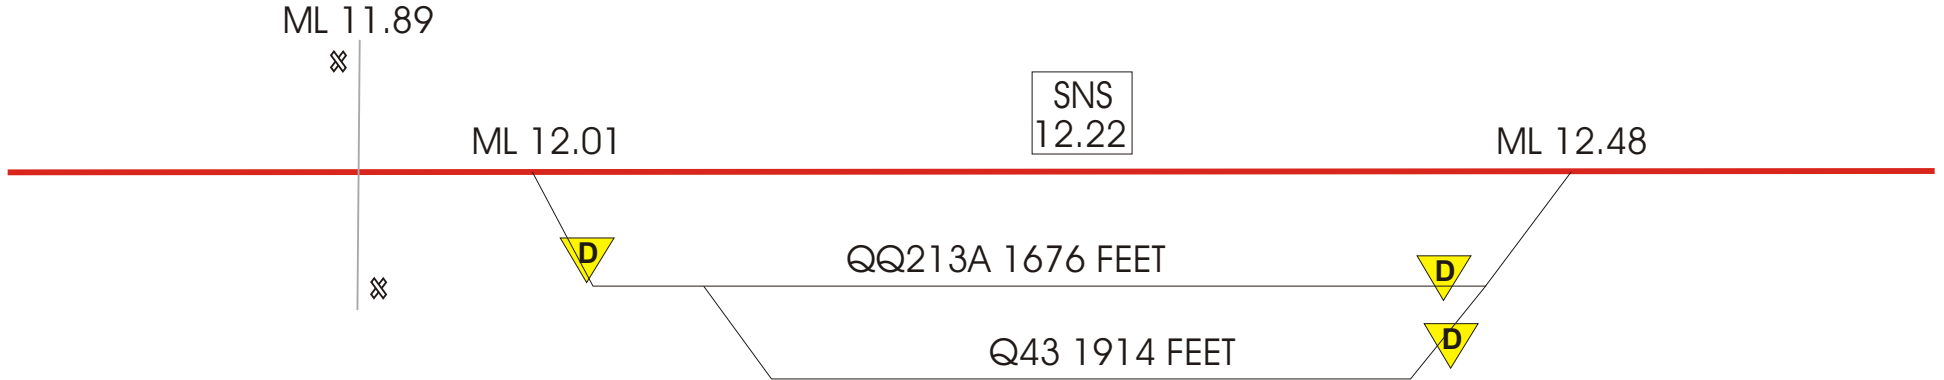 ML 11.89
SNS
12.22
ML 12.01
ML 12.48
D
QQ213A 1676 FEET
D
D
Q43 1914 FEET